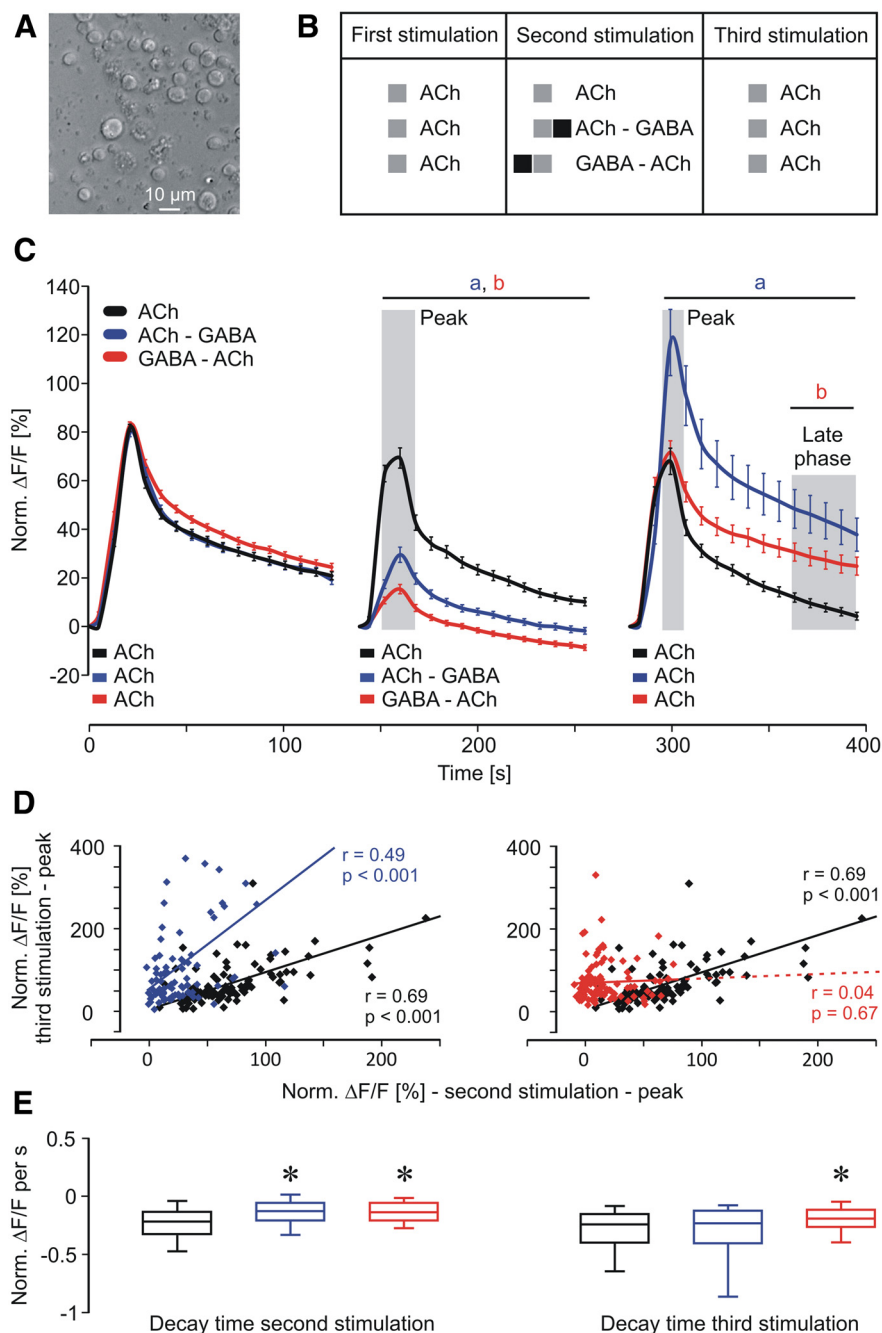 A
10 µm
B
First stimulation Second stimulation Third stimulation
ACh ACh ACh
ACh ACh - GABA ACh
ACh GABA - ACh ACh
C
Norm. ΔF/F [%]
140
120
100
80
60
40
20
0
-20
ACh
ACh - GABA
GABA - ACh
a, b
Peak
a
Peak
b
Late
phase
ACh
ACh
ACh
ACh
ACh - GABA
GABA - ACh
ACh
ACh
ACh
0 100 200 300 400
Time [s]
D
Norm. ΔF/F [%]
third stimulation - peak
400
200
0
r = 0.49
p < 0.001
r = 0.69
p < 0.001
0 100 200
400
200
0
r = 0.69
p < 0.001
r = 0.04
p = 0.67
0 100 200
Norm. ΔF/F [%] - second stimulation - peak
E
Norm. ΔF/F per s
0.5
0
-0.5
-1
* * *
Decay time second stimulation Decay time third stimulation